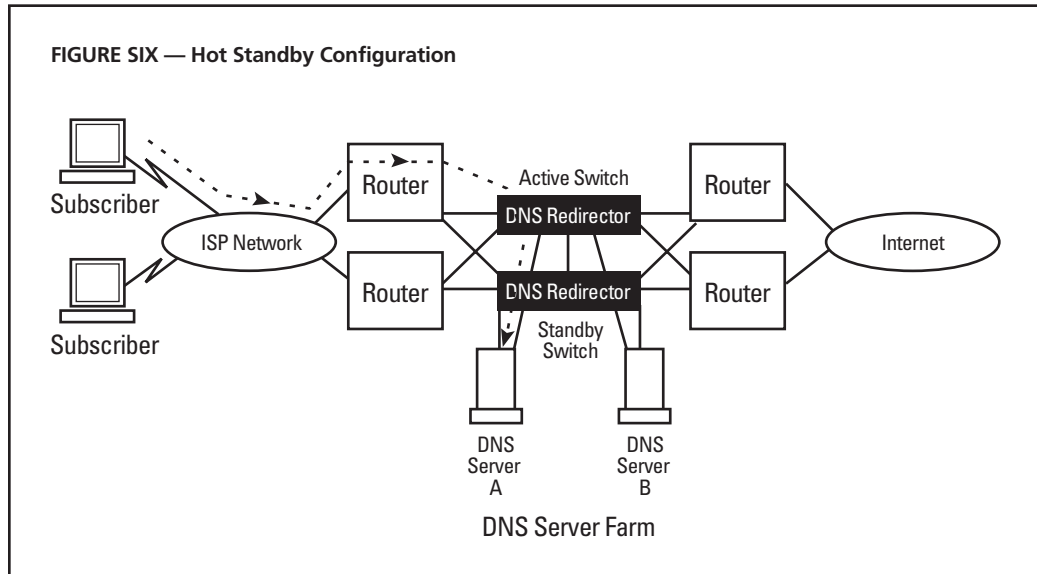 FIGURE SIX — Hot Standby Configuration
Subscriber
Subscriber
ISP Network
Router
Router
Active Switch
DNS Redirector
DNS Redirector
Standby
Switch
Router
Router
Internet
DNS
Server
A
DNS
Server
B
DNS Server Farm